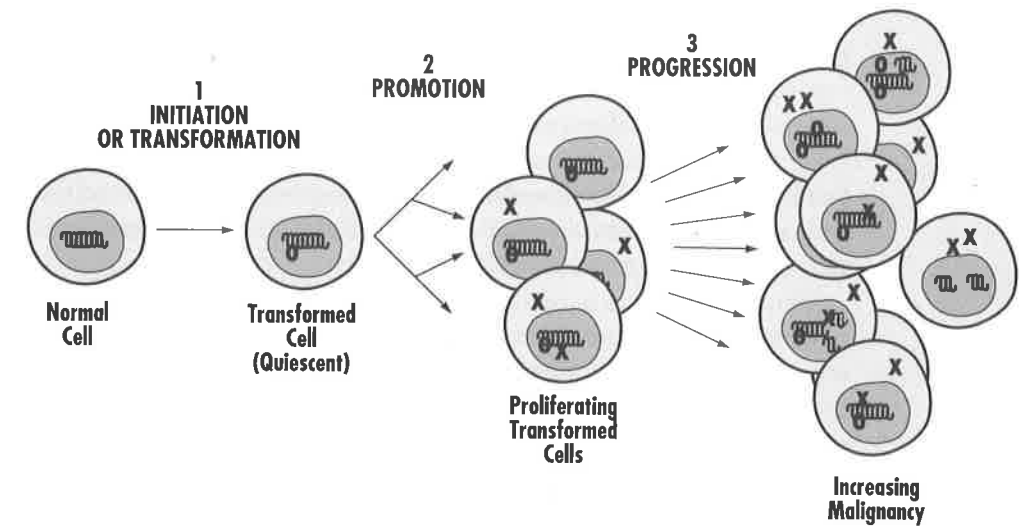 1
INITIATION
OR TRANSFORMATION
2
PROMOTION
3
PROGRESSION
Normal
Cell
Transformed
Cell
(Quiescent)
X
X
X
X
Proliferating
Transformed
Cells
X
X X
X
X
X
X X
X
X
X
X
Increasing
Malignancy